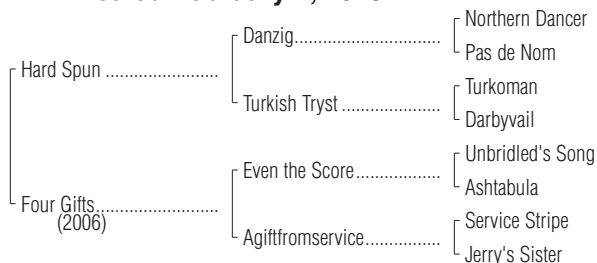 Northern Dancer
Danzig ..................................
Pas de Nom
Hard Spun ...........................
Turkoman
Turkish Tryst ........................
Darbyvail
Unbridled's Song
Even the Score.....................
Ashtabula
Four Gifts..............................
(2006)
Service Stripe
Agiftfromservice...................
Jerry's Sister